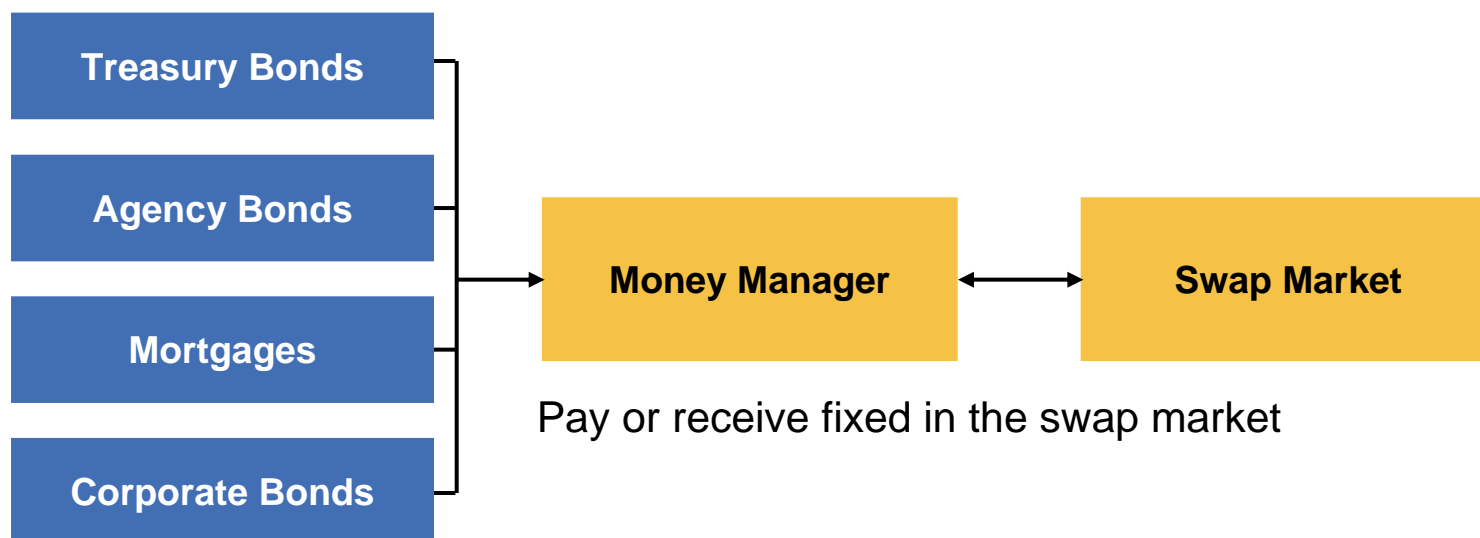 Treasury Bonds
Agency Bonds
Mortgages
Corporate Bonds
Money Manager
Swap Market
Pay or receive fixed in the swap market